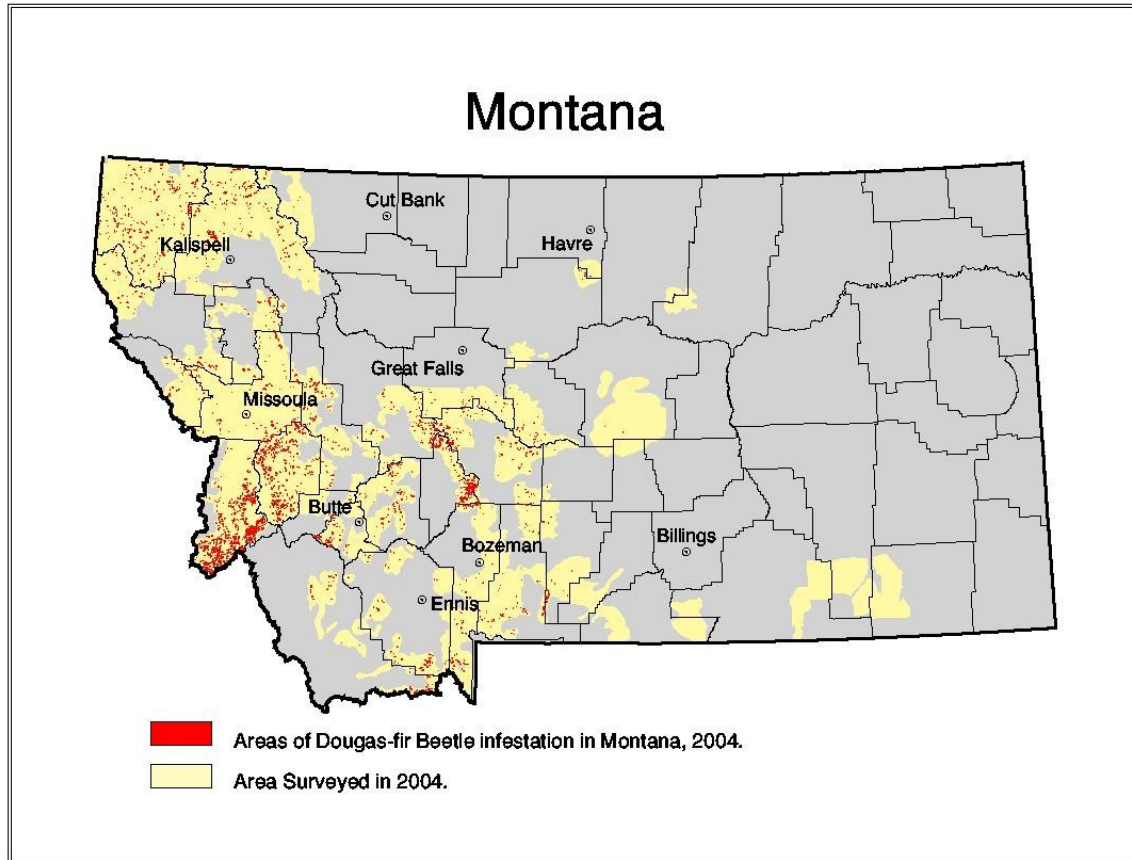 Montana
Cut Bank
Havre
Kalispell
Great Falls
Missoula
Butte
Bozeman
Billings
Ennis
Areas of Dougas-fir Beetle infestation in Montana, 2004.
Area Surveyed in 2004.